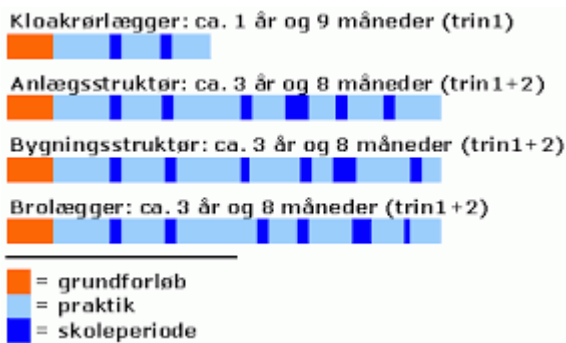 Kloakrørlægger: ca. 1 år og 9 måneder (trin1)
Anlægsstruktør: ca. 3 år og 8 måneder (trin1+2)
Bygningsstruktør: ca. 3 år og 8 måneder (trin1+2)
Brolægger: ca. 3 år og 8 måneder (trin1+2)
= grundforløb
= praktik
= skoleperiode